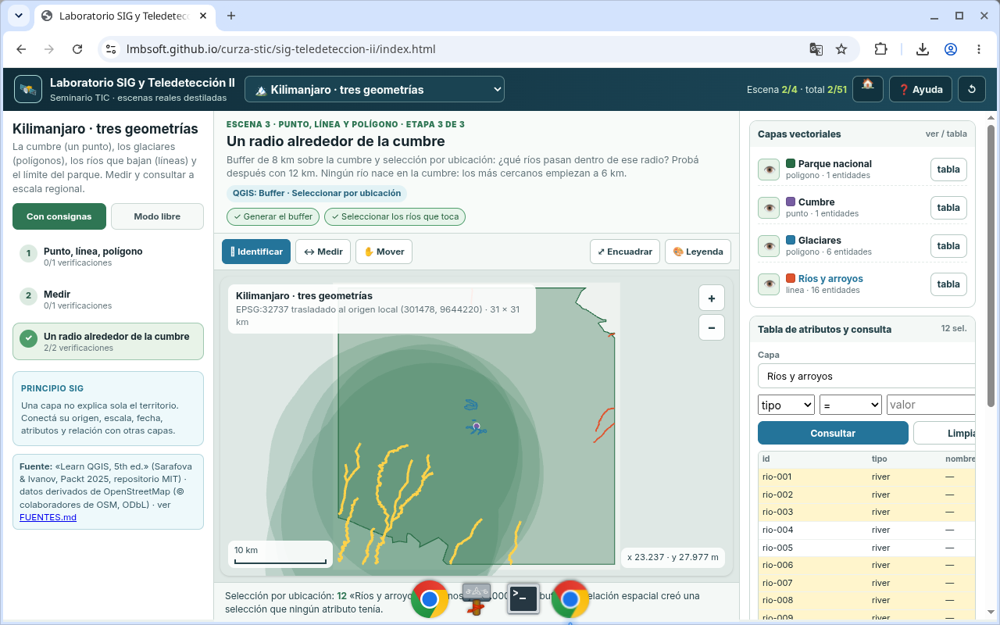 Laboratorio SIG y Teledetecc
lmbsoft.github.io/curza-stic/sig-teledeteccion-ii/index.html
Laboratorio SIG y Teledetección II
Seminario TIC · escenas reales destiladas
Kilimanjaro · tres geometrías
Escena 2/4 · total 2/51
Ayuda
Kilimanjaro · tres geometrías
La cumbre (un punto), los glaciares
(polígonos), los ríos que bajan (líneas) y
el límite del parque. Medir y consultar a
escala regional.
Con consignas
Modo libre
1
Punto, línea, polígono
0/1 verificaciones
2
Medir
0/1 verificaciones
Un radio alrededor de la cumbre
2/2 verificaciones
PRINCIPIO SIG
Una capa no explica sola el territorio.
Conectá su origen, escala, fecha,
atributos y relación con otras capas.
Fuente: «Learn QGIS, 5th ed.» (Sarafova
& Ivanov, Packt 2025, repositorio MIT) ·
datos derivados de OpenStreetMap (©
colaboradores de OSM, ODbL) · ver
FUENTES.md
ESCENA 3 · PUNTO, LÍNEA Y POLÍGONO · ETAPA 3 DE 3
Un radio alrededor de la cumbre
Buffer de 8 km sobre la cumbre y selección por ubicación: ¿qué ríos pasan dentro de ese radio? Probá
después con 12 km. Ningún río nace en la cumbre: los más cercanos empiezan a 6 km.
QGIS: Buffer · Seleccionar por ubicación
✓ Generar el buffer
✓ Seleccionar los ríos que toca
Identificar
↔ Medir
Mover
⤢ Encuadrar
Leyenda
Kilimanjaro · tres geometrías
EPSG:32737 trasladado al origen local (301478, 9644220) · 31 × 31
km
+
−
10 km
x 23.237 · y 27.977 m
Selección por ubicación: 12 «Ríos y arroyo
elación espacial creó una
selección que ningún atributo tenía.
Capas vectoriales
ver / tabla
Parque nacional
poligono · 1 entidades
tabla
Cumbre
punto · 1 entidades
tabla
Glaciares
poligono · 6 entidades
tabla
Ríos y arroyos
linea · 16 entidades
tabla
Tabla de atributos y consulta
12 sel.
Capa
Ríos y arroyos
tipo
=
valor
Consultar
Limpia
id tipo nombre
rio-001 river —
rio-002 river —
rio-003 river —
rio-004 river —
rio-005 river —
rio-006 river —
rio-007 river —
rio-008 river —
rio-009 river —